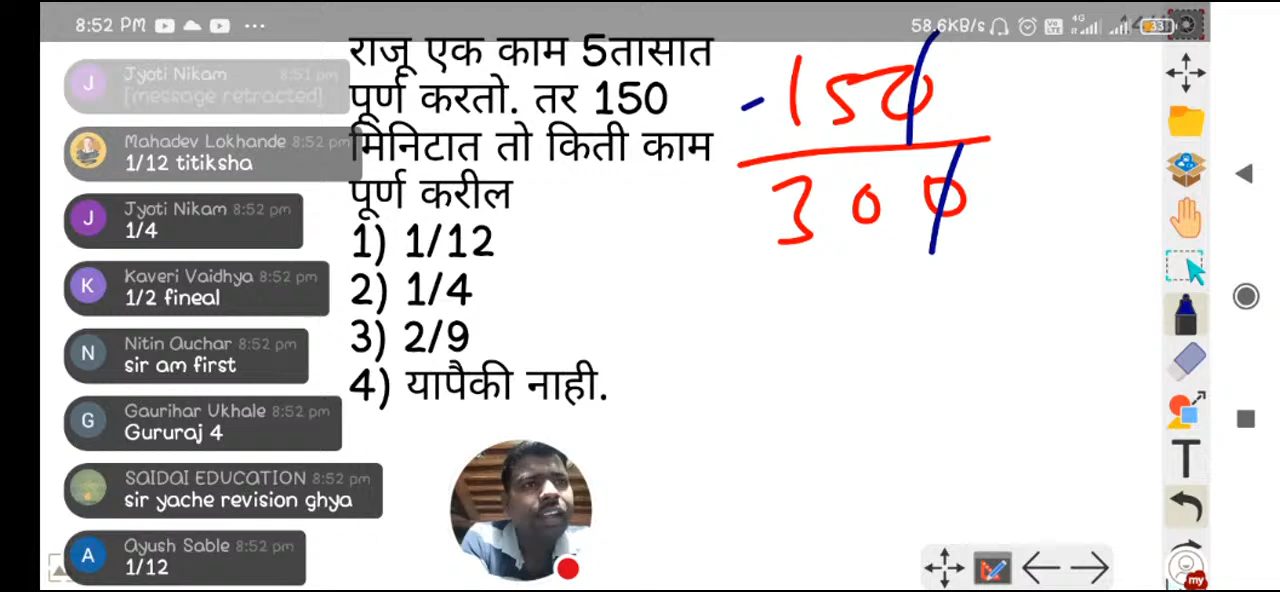 8:52 PM
58.6KB/s
4G
33
Jyoti Nikam 8:51 pm
[message retracted]
Mahadev Lokhande 8:52 pm
1/12 titiksha
Jyoti Nikam 8:52 pm
1/4
Kaveri Vaidhya 8:52 pm
1/2 fineal
Nitin Auchar 8:52 pm
sir am first
Gaurihar Ukhale 8:52 pm
Gururaj 4
SAIDAI EDUCATION 8:52 pm
sir yache revision ghya
Ayush Sable 8:52 pm
1/12
राजू एक काम 5तासात
पूर्ण करतो. तर 150
मिनिटात तो किती काम
पूर्ण करील
1) 1/12
2) 1/4
3) 2/9
4) यापैकी नाही.
- 150
300
T
my